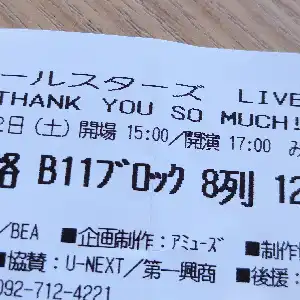 ールスターズ LIVE
THANK YOU SO MUCH!
2日(土) 開場 15:00/開演 17:00 み
路 B11ブロック 8列 12
/BEA ■企画制作:アミューズ ■制作
■協賛:U-NEXT/第一興商 ■後援:
092-712-4221